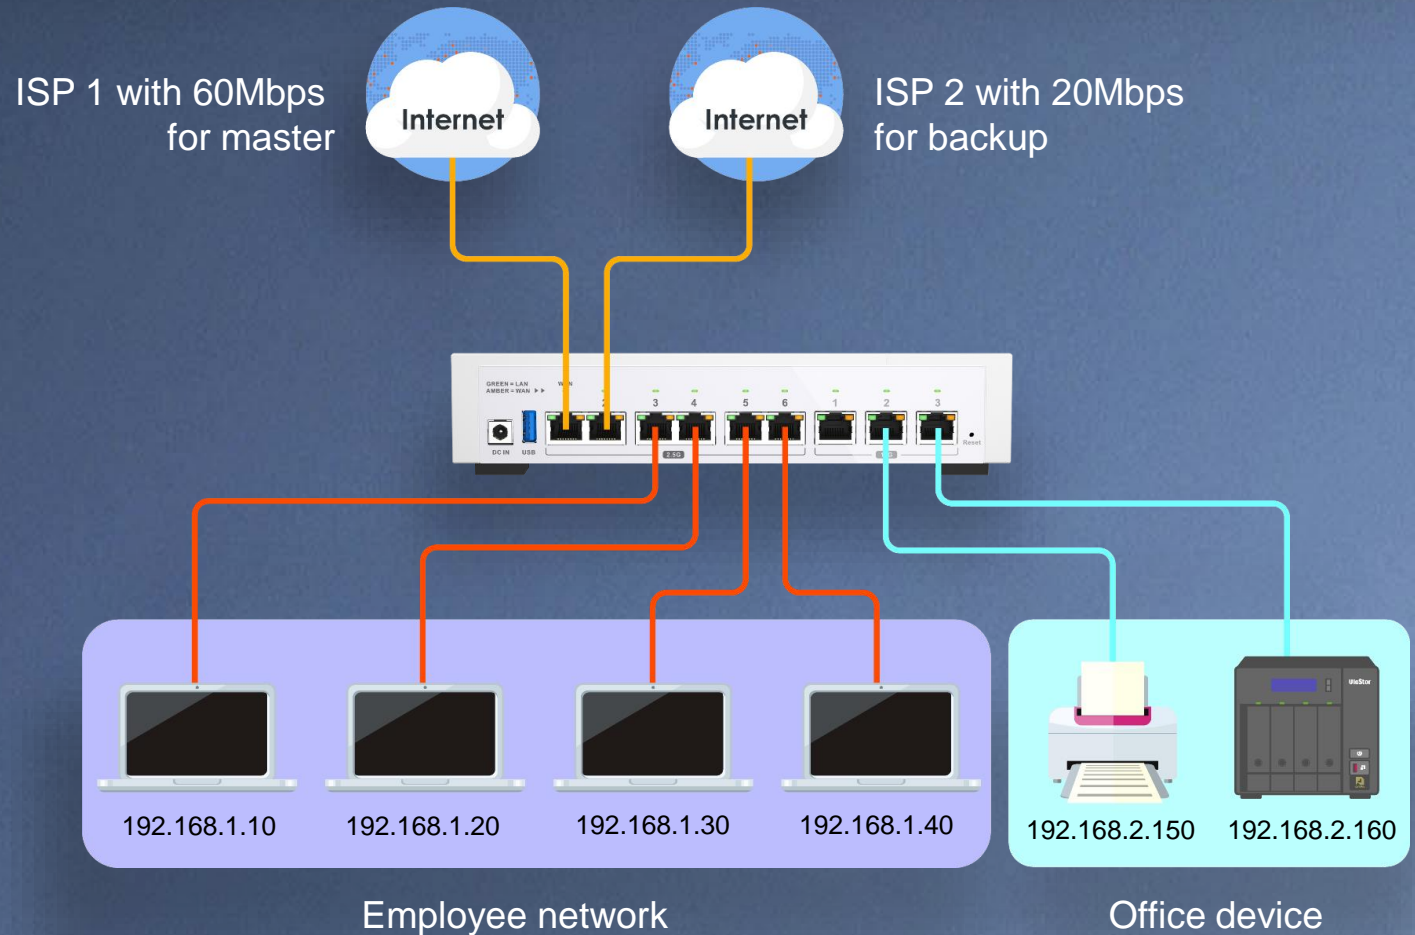 ISP 1 with 60Mbps
for master
Internet
Internet
ISP 2 with 20Mbps
for backup
GREEN = LAN
AMBER = WAN
3
4
5
6
1
2
3
DC IN
USB
2.5G
Reset
192.168.1.10
192.168.1.20
192.168.1.30
192.168.1.40
192.168.2.150
192.168.2.160
Employee network
Office device